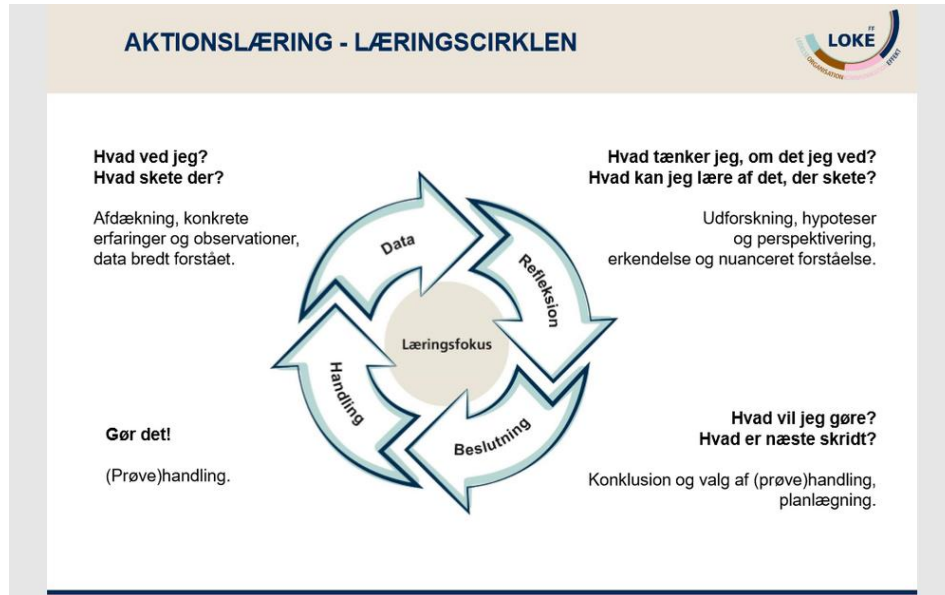 AKTIONSLÆRING - LÆRINGSCIRKLEN
FF
LOKE
ORGANISATION
EFFEKT
Hvad ved jeg?
Hvad skete der?
Afdækning, konkrete
erfaringer og observationer,
data bredt forstået.
Hvad tænker jeg, om det jeg ved?
Hvad kan jeg lære af det, der skete?
Udforskning, hypoteser
og perspektivering,
erkendelse og nuanceret forståelse.
Data
Refleksion
Læringsfokus
Handling
Beslutning
Gør det!
(Prøve)handling.
Hvad vil jeg gøre?
Hvad er næste skridt?
Konklusion og valg af (prøve)handling,
planlægning.